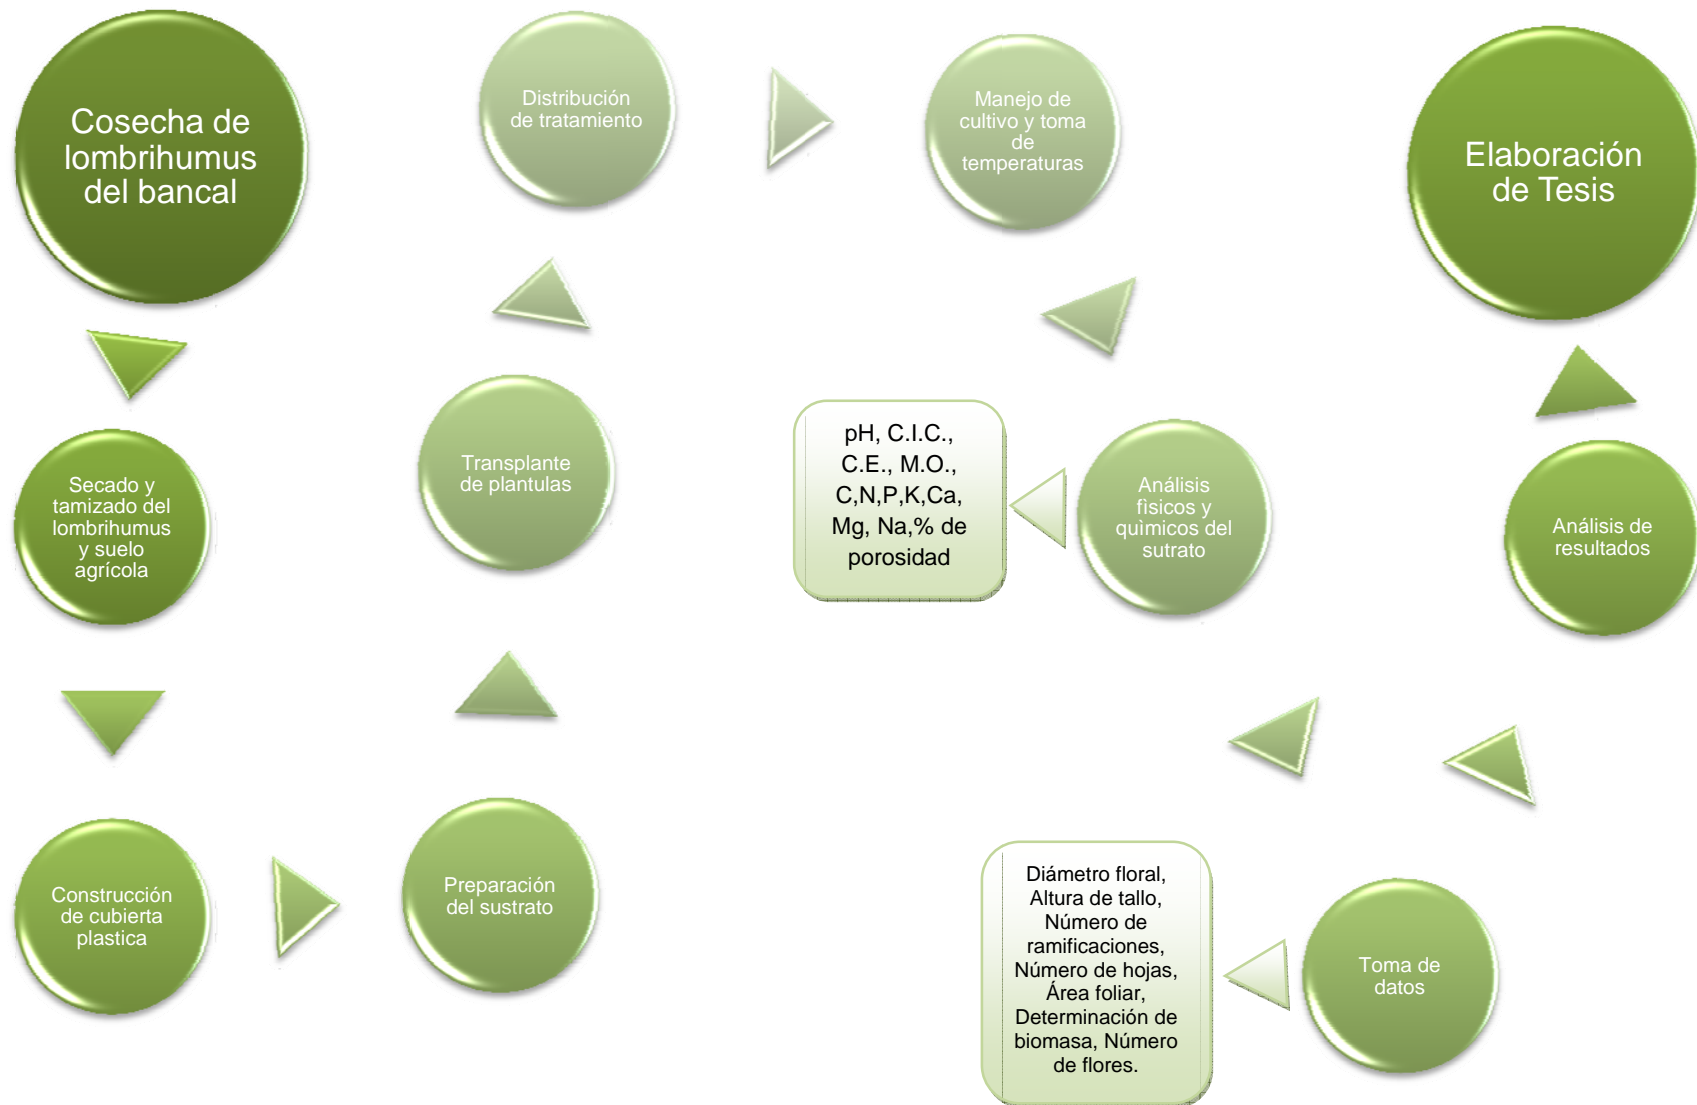 Cosecha de
lombrihumus
del bancal
Secado y
tamizado del
lombrihumus
y suelo
agrícola
Construcción
de cubierta
plastica
Preparación
del sustrato
Transplante
de plantulas
Distribución
de tratamiento
Manejo de
cultivo y toma
de
temperaturas
Análisis
fìsicos y
quìmicos del
sutrato
pH, C.I.C.,
C.E., M.O.,
C,N,P,K,Ca,
Mg, Na,% de
porosidad
Toma de
datos
Diámetro floral,
Altura de tallo,
Número de
ramificaciones,
Número de hojas,
Área foliar,
Determinación de
biomasa, Número
de flores.
Análisis de
resultados
Elaboración
de Tesis